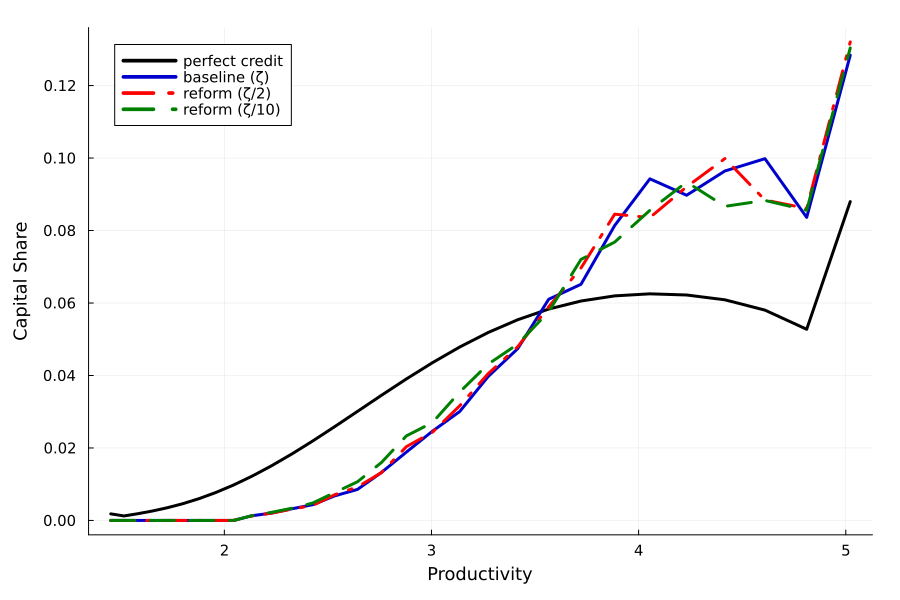 perfect credit
baseline (ζ)
reform (ζ/2)
reform (ζ/10)
0.12
0.10
0.08
0.06
0.04
0.02
0.00
Capital Share
2 3 4 5
Productivity